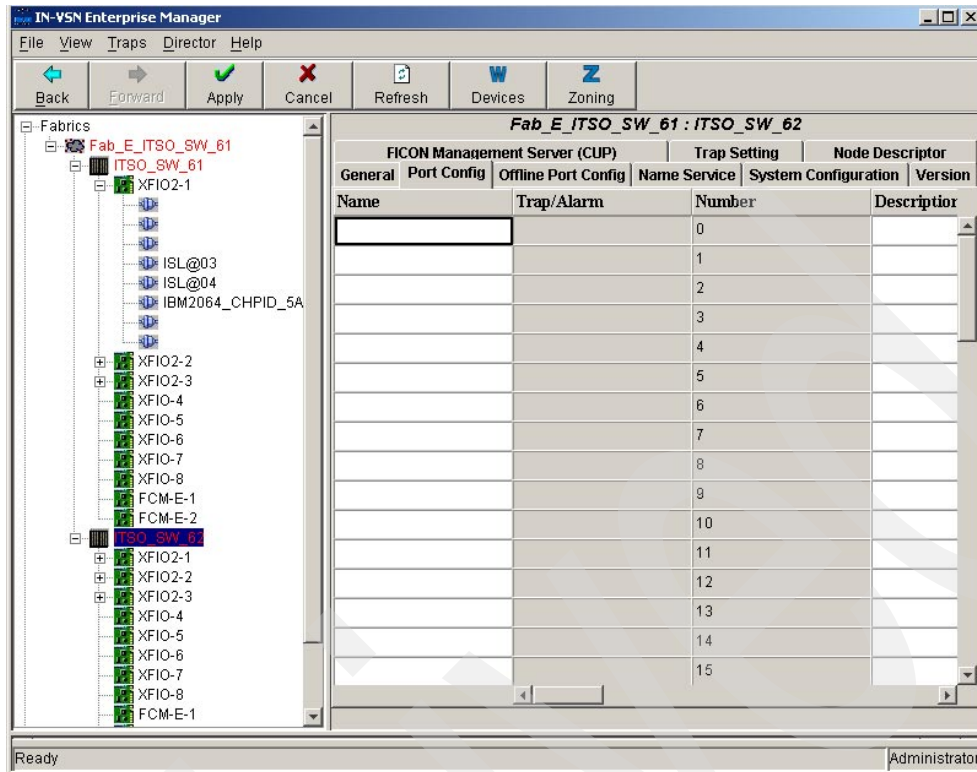 IN-VSN Enterprise Manager
File View Traps Director Help
Back Forward Apply Cancel Refresh Devices Zoning
Fabrics
Fab_E_ITSO_SW_61
ITSO_SW_61
XFIO2-1
ISL@03
ISL@04
IBM2064_CHPID_5A
XFIO2-2
XFIO2-3
XFIO-4
XFIO-5
XFIO-6
XFIO-7
XFIO-8
FCM-E-1
FCM-E-2
ITSO_SW_62
XFIO2-1
XFIO2-2
XFIO2-3
XFIO-4
XFIO-5
XFIO-6
XFIO-7
XFIO-8
FCM-E-1
Fab_E_ITSO_SW_61 : ITSO_SW_62
FICON Management Server (CUP) Trap Setting Node Descriptor
General Port Config Offline Port Config Name Service System Configuration Version
Name Trap/Alarm Number Description
0
1
2
3
4
5
6
7
8
9
10
11
12
13
14
15
Ready Administrator